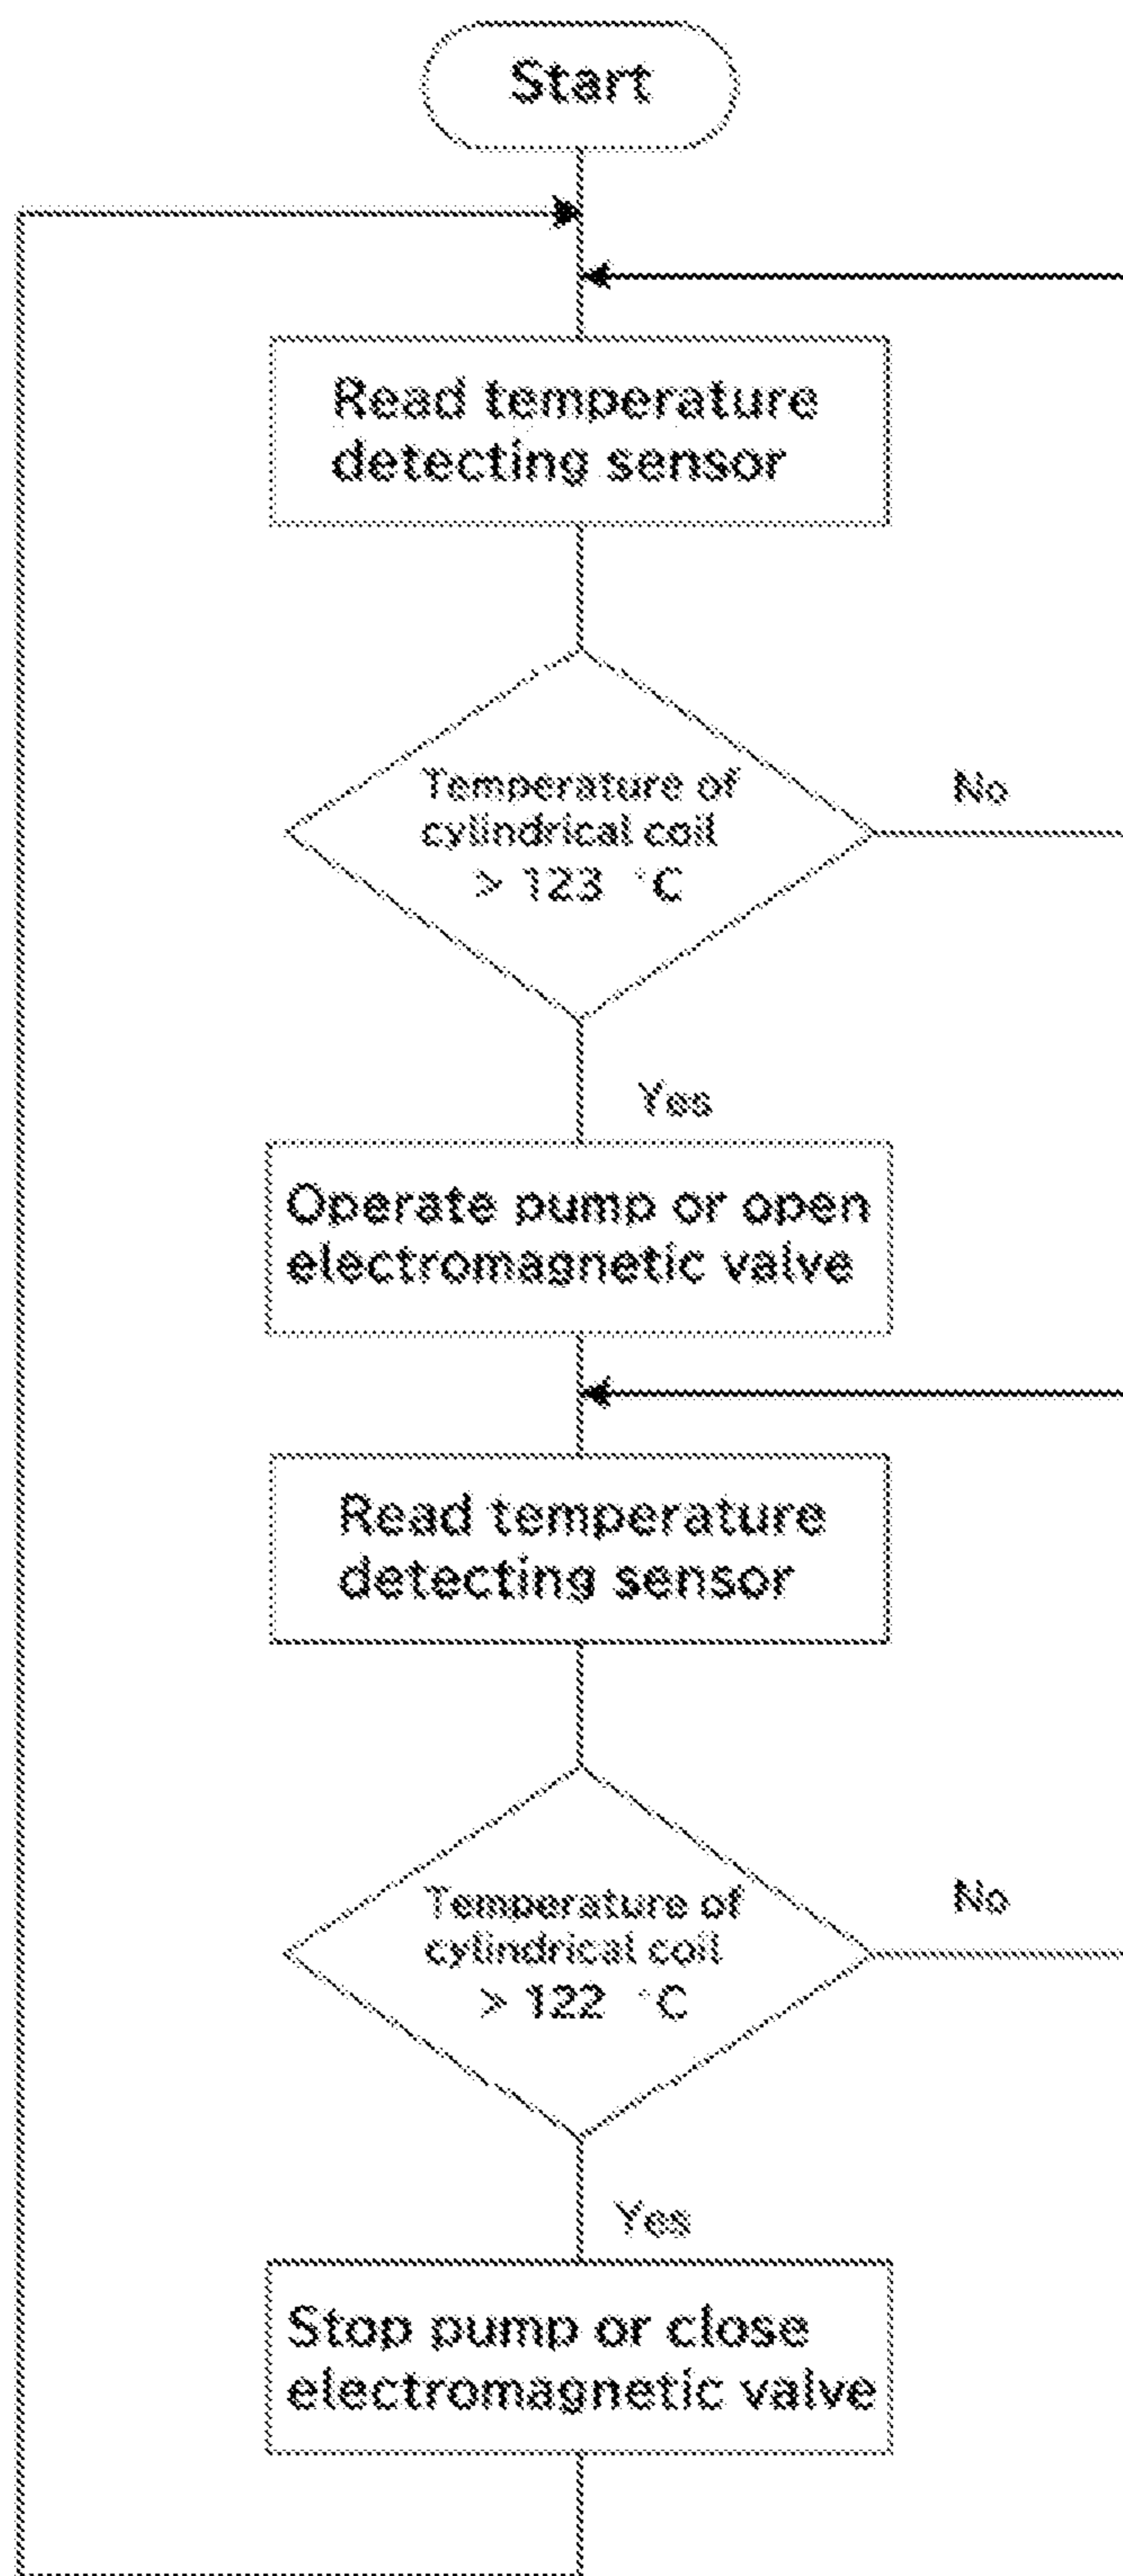 Start
Read temperature
detecting sensor
Temperature of
cylindrical coil
> 123 °C
No
Yes
Operate pump or open
electromagnetic valve
Read temperature
detecting sensor
Temperature of
cylindrical coil
> 122 °C
No
Yes
Stop pump or close
electromagnetic valve